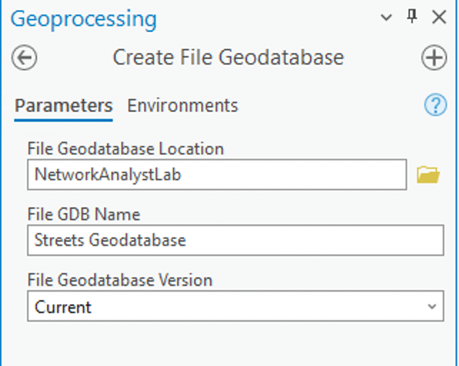 Geoprocessing
Create File Geodatabase
Parameters Environments
File Geodatabase Location
NetworkAnalystLab
File GDB Name
Streets Geodatabase
File Geodatabase Version
Current